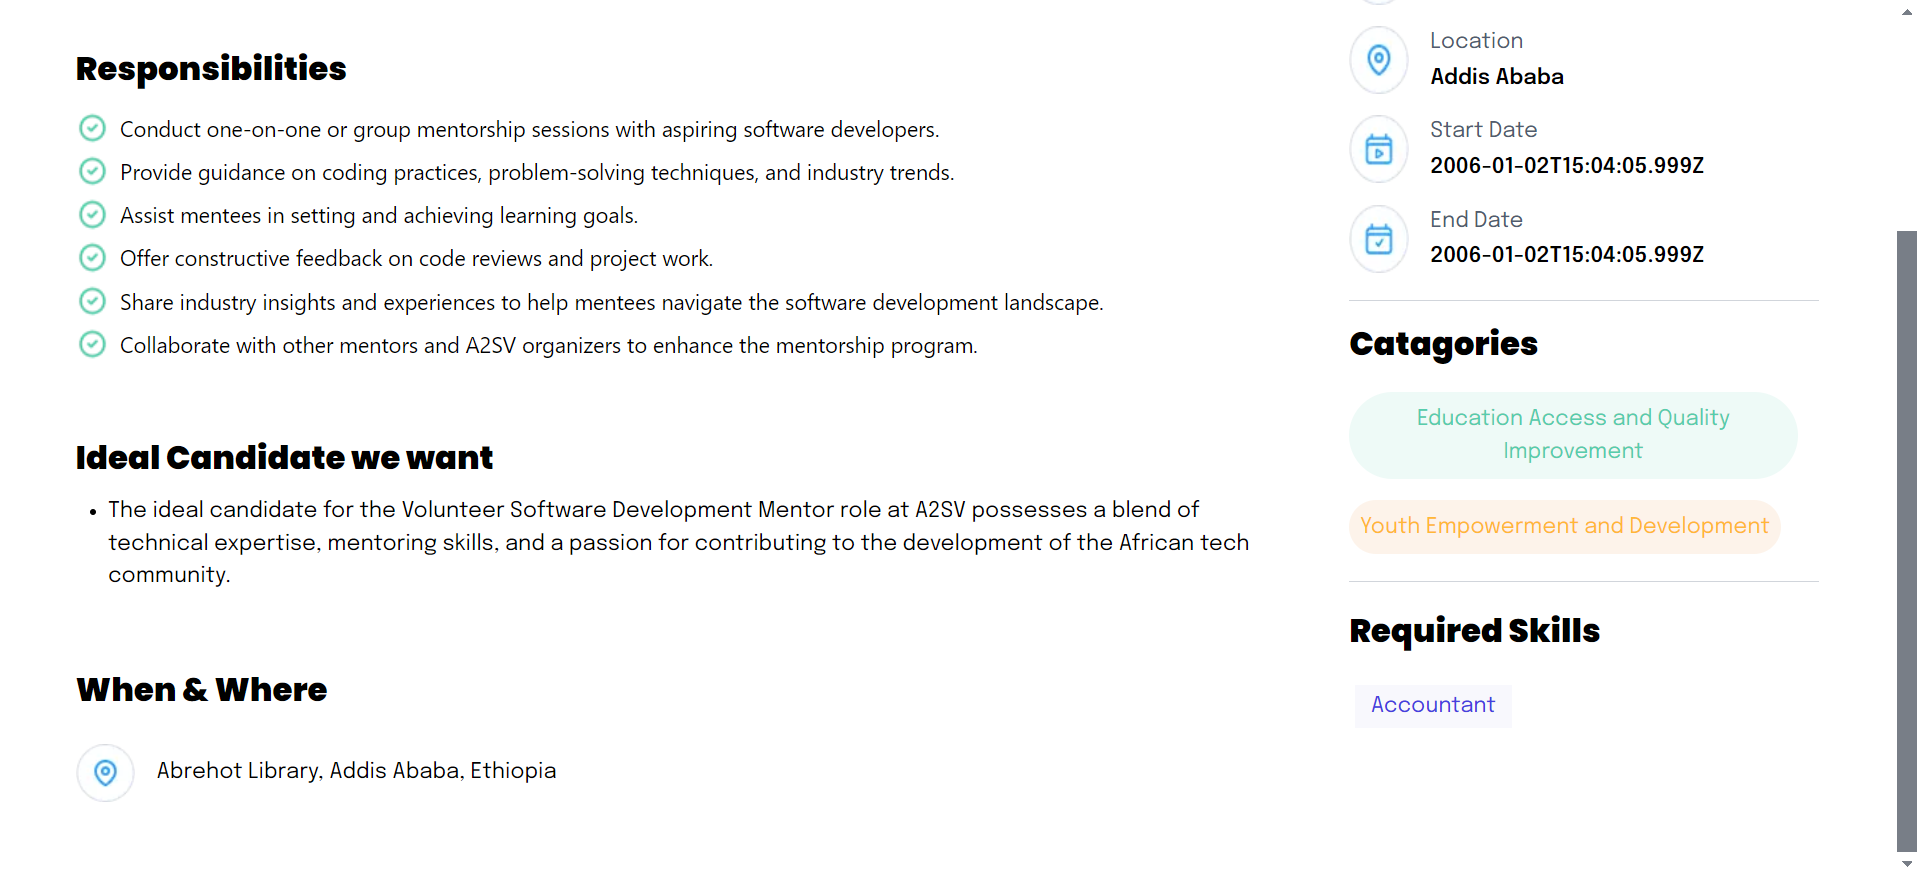 Responsibilities
Conduct one-on-one or group mentorship sessions with aspiring software developers.
Provide guidance on coding practices, problem-solving techniques, and industry trends.
Assist mentees in setting and achieving learning goals.
Offer constructive feedback on code reviews and project work.
Share industry insights and experiences to help mentees navigate the software development landscape.
Collaborate with other mentors and A2SV organizers to enhance the mentorship program.
Ideal Candidate we want
The ideal candidate for the Volunteer Software Development Mentor role at A2SV possesses a blend of
technical expertise, mentoring skills, and a passion for contributing to the development of the African tech
community.
When & Where
Abrehot Library, Addis Ababa, Ethiopia
Location
Addis Ababa
Start Date
2006-01-02T15:04:05.999Z
End Date
2006-01-02T15:04:05.999Z
Catagories
Education Access and Quality
Improvement
Youth Empowerment and Development
Required Skills
Accountant